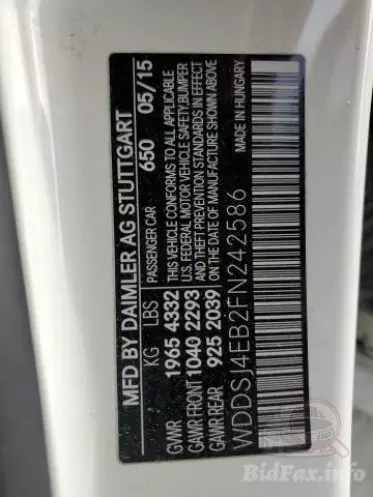 MFD BY DAIMLER AG STUTTGART
KG LBS PASSENGER CAR 650 05/15
GVWR 1965 4332 THIS VEHICLE CONFORMS TO ALL APPLICABLE
GAWR FRONT 1040 2293 U.S. FEDERAL MOTOR VEHICLE SAFETY, BUMPER
AND THEFT PREVENTION STANDARDS IN EFFECT
GAWR REAR 925 2039 ON THE DATE OF MANUFACTURE SHOWN ABOVE
WDDSJ4EB2FN242586 MADE IN HUNGARY
BidFax.info